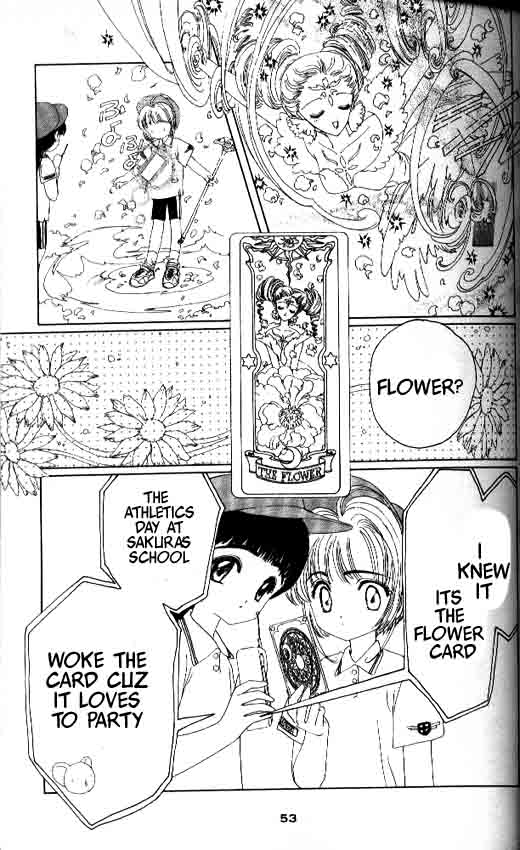 FLOWER?
THE FLOWER
I
KNEW
IT
ITS
THE
FLOWER
CARD
THE
ATHLETICS
DAY AT
SAKURAS
SCHOOL
WOKE THE
CARD CUZ
IT LOVES
TO PARTY
53